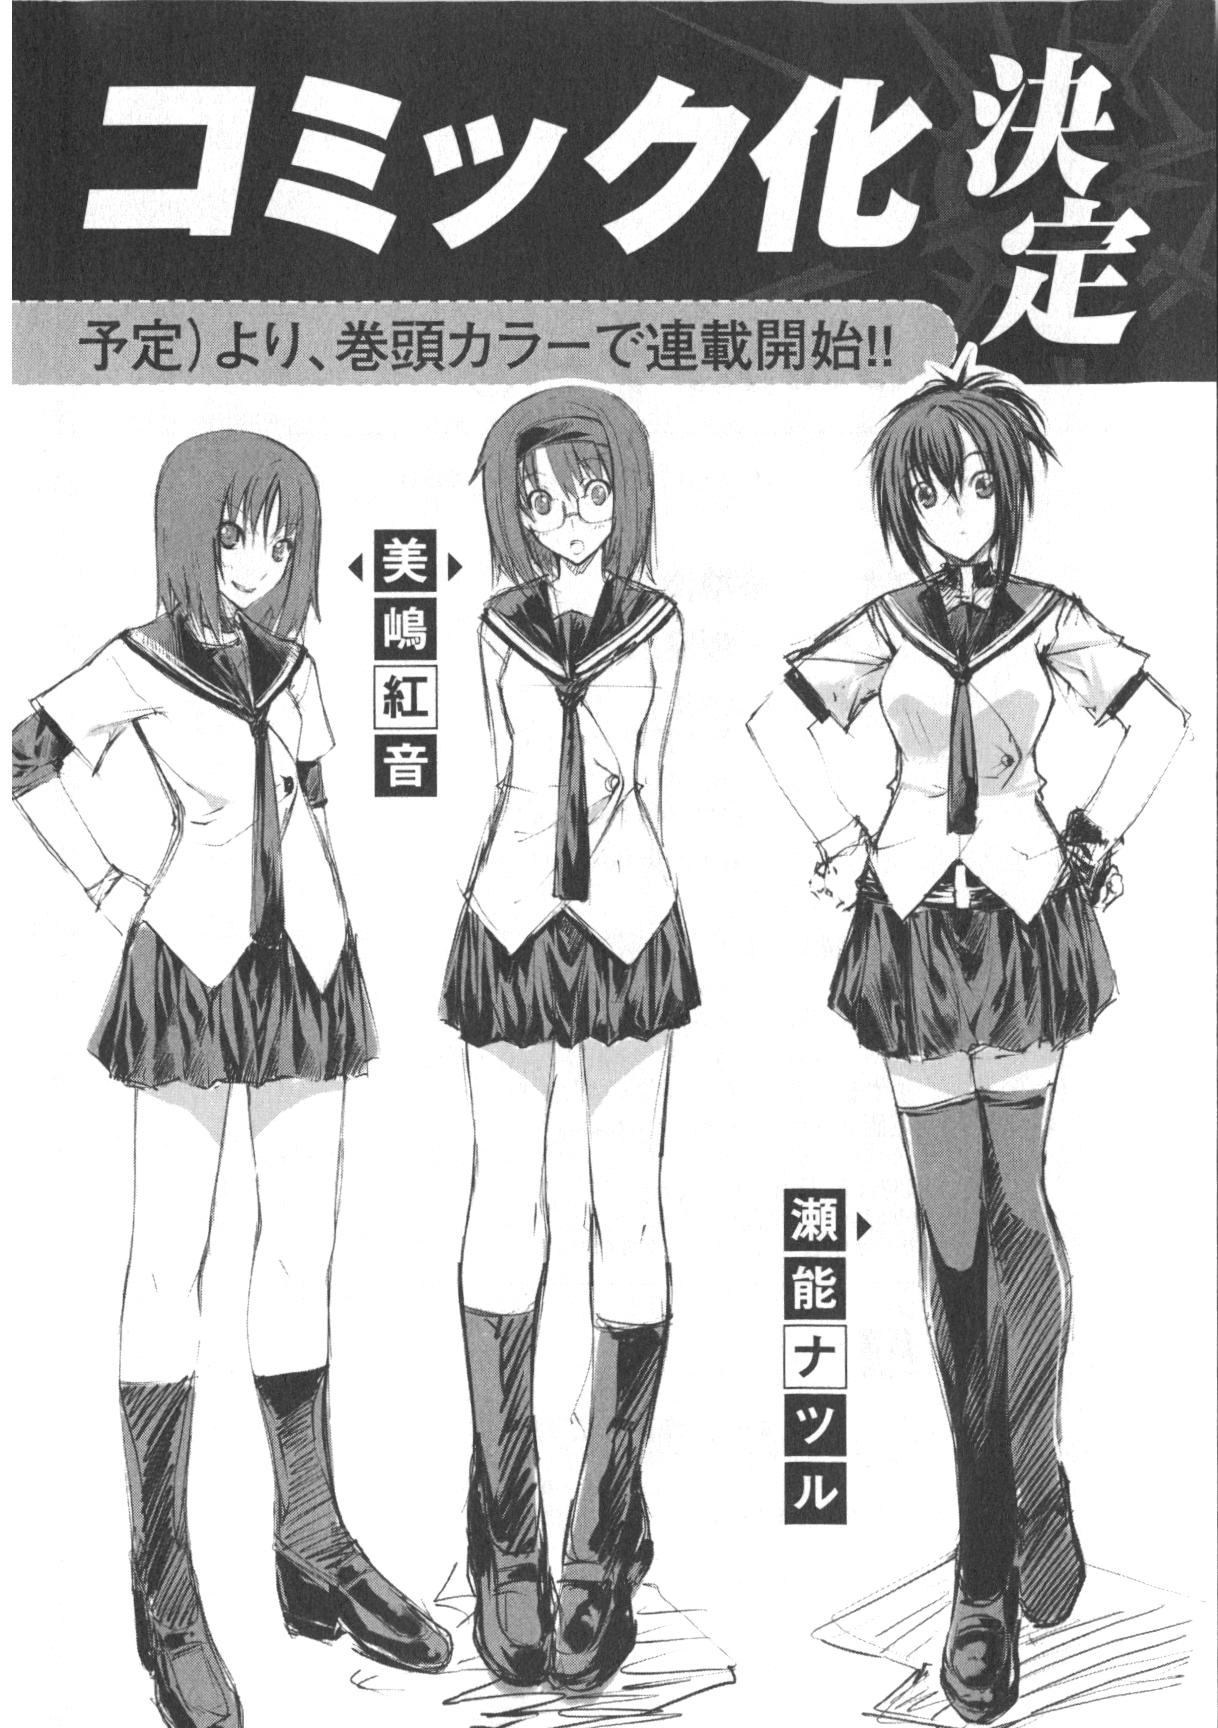 コミック化決定
予定)より、巻頭カラーで連載開始!!
美嶋紅音
瀬能ナツル